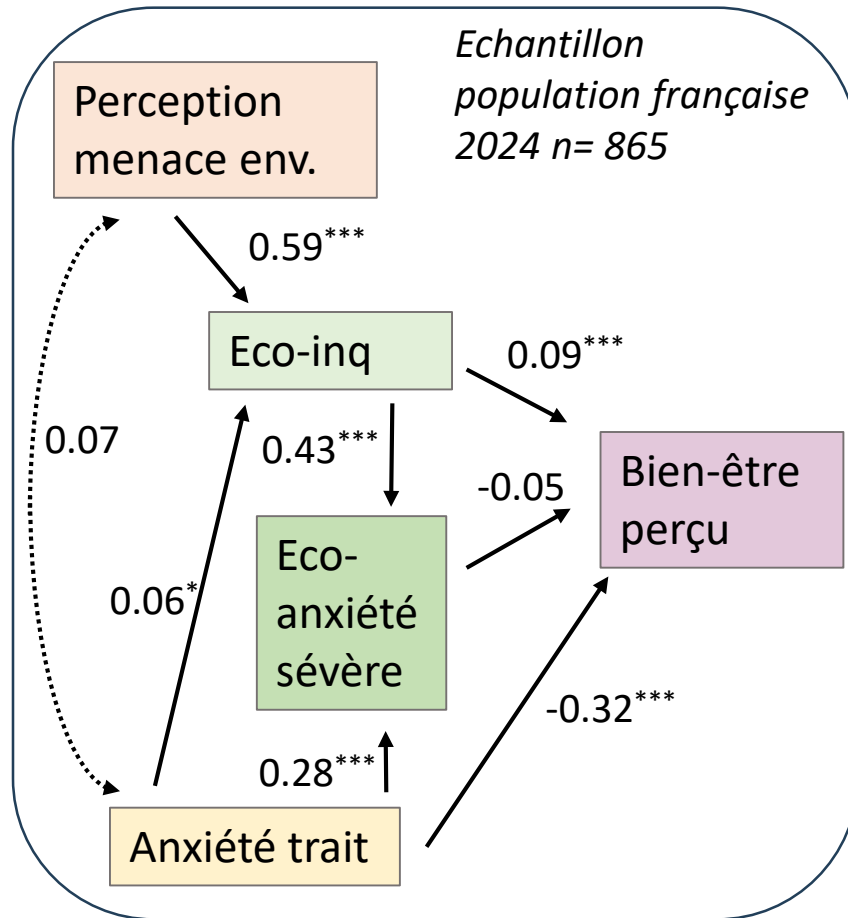 Echantillon
population française
2024 n= 865
Perception
menace env.
0.59***
Eco-inq
0.09***
0.07
0.43***
-0.05
Bien-être
perçu
Eco-
anxiété
sévère
0.06*
-0.32***
0.28***
Anxiété trait